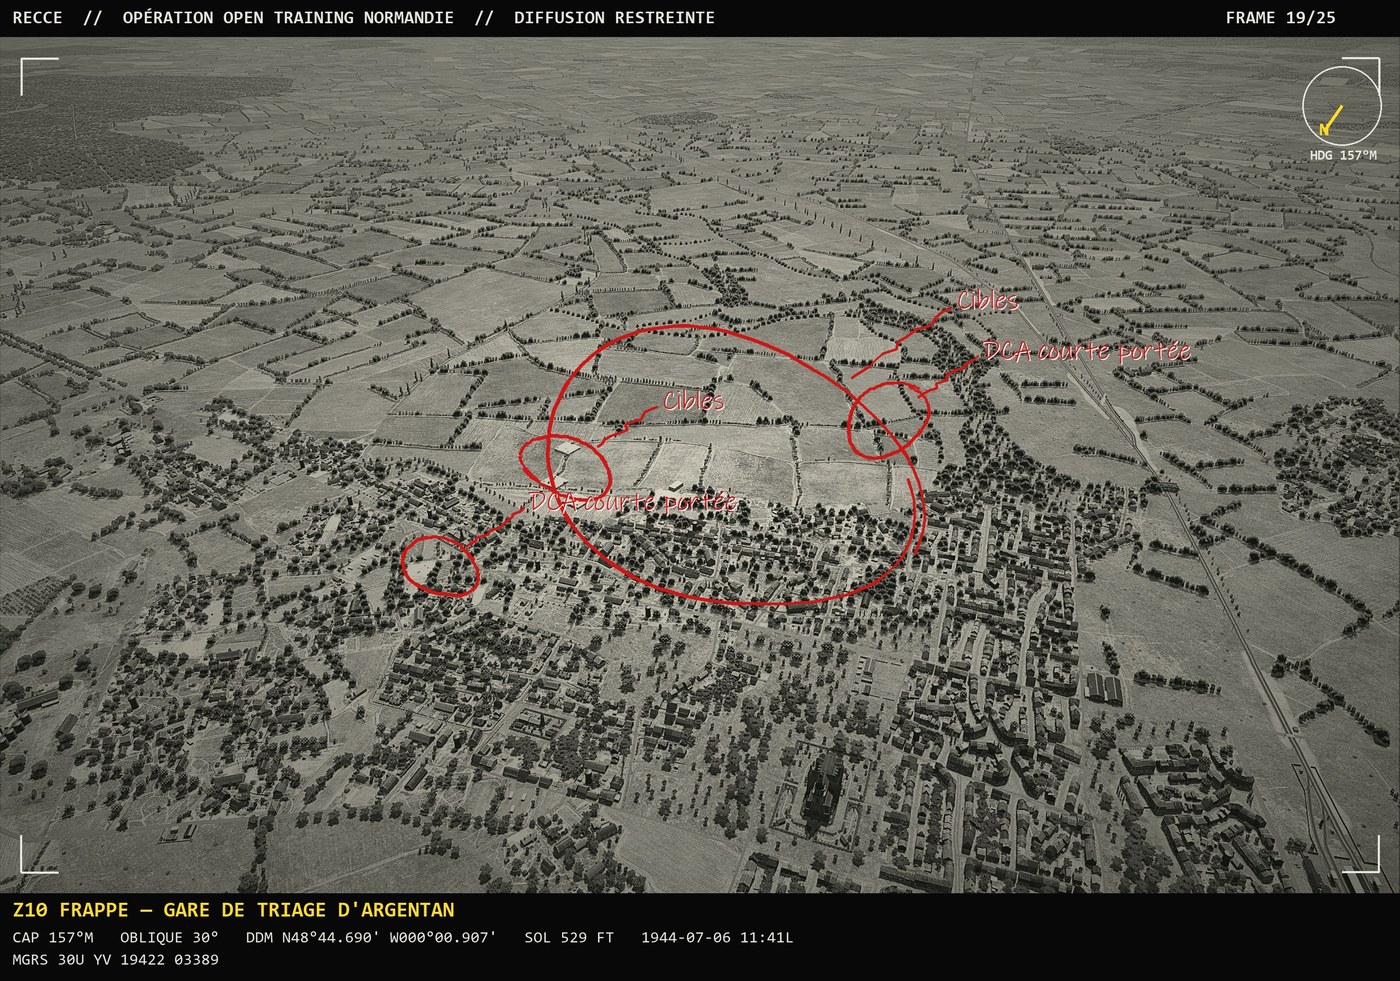 RECCE // OPÉRATION OPEN TRAINING NORMANDIE // DIFFUSION RESTREINTE FRAME 19/25
N
HDG 157°M
Cibles
DCA courte portée
Cibles
DCA courte portée
Z10 FRAPPE — GARE DE TRIAGE D'ARGENTAN
CAP 157°M OBLIQUE 30° DDM N48°44.690' W000°00.907' SOL 529 FT 1944-07-06 11:41L
MGRS 30U YV 19422 03389